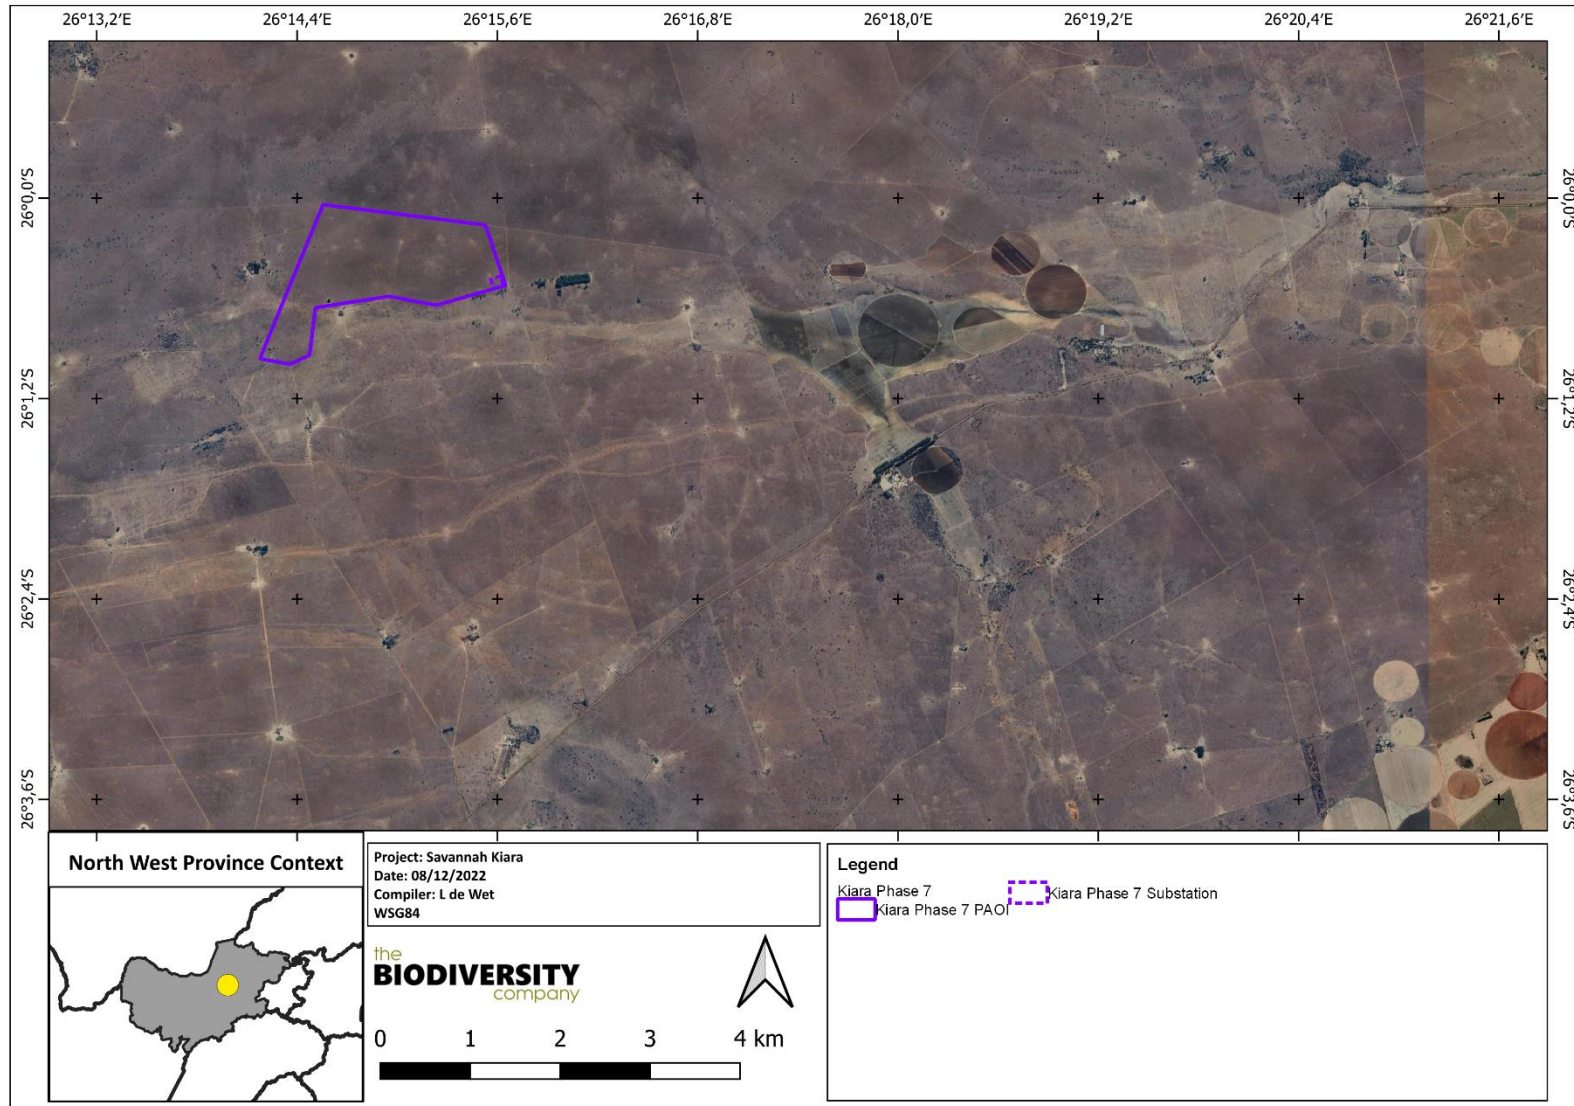 26°13,2'E 26°14,4'E 26°15,6'E 26°16,8'E 26°18,0'E 26°19,2'E 26°20,4'E 26°21,6'E
26°0,0'S 26°0,0'S
26°1,2'S 26°1,2'S
26°2,4'S 26°2,4'S
26°3,6'S 26°3,6'S
North West Province Context
Project: Savannah Kiara
Date: 08/12/2022
Compiler: L de Wet
WSG84
the
BIODIVERSITY
company
0 1 2 3 4 km
Legend
Kiara Phase 7
Kiara Phase 7 PAOI
Kiara Phase 7 Substation